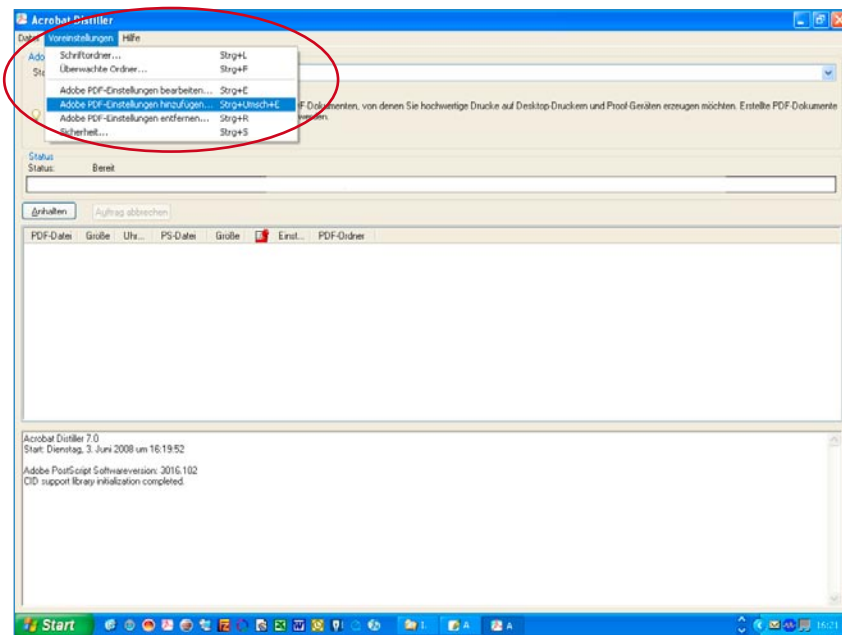 Acrobat Distiller
Datei Voreinstellungen Hilfe
Schriftordner... Strg+L
Überwachte Ordner... Strg+F
Adobe PDF-Einstellungen bearbeiten... Strg+E
Adobe PDF-Einstellungen hinzufügen... Strg+Umsch+E
Adobe PDF-Einstellungen entfernen... Strg+R
Sicherheit... Strg+S
Ado
Sta
F-Dokumenten, von denen Sie hochwertige Drucke auf Desktop-Druckern und Proof-Geräten erzeugen möchten. Erstellte PDF-Dokumente
werden.
Status
Status: Bereit
Anhalten Auftrag abbrechen
PDF-Datei Größe Uhr... PS-Datei Größe Einst... PDF-Ordner
Acrobat Distiller 7.0
Start: Dienstag, 3. Juni 2008 um 16:19:52
Adobe PostScript Softwareversion: 3016.102
CID support library initialization completed.
Start 1. A A 16:21